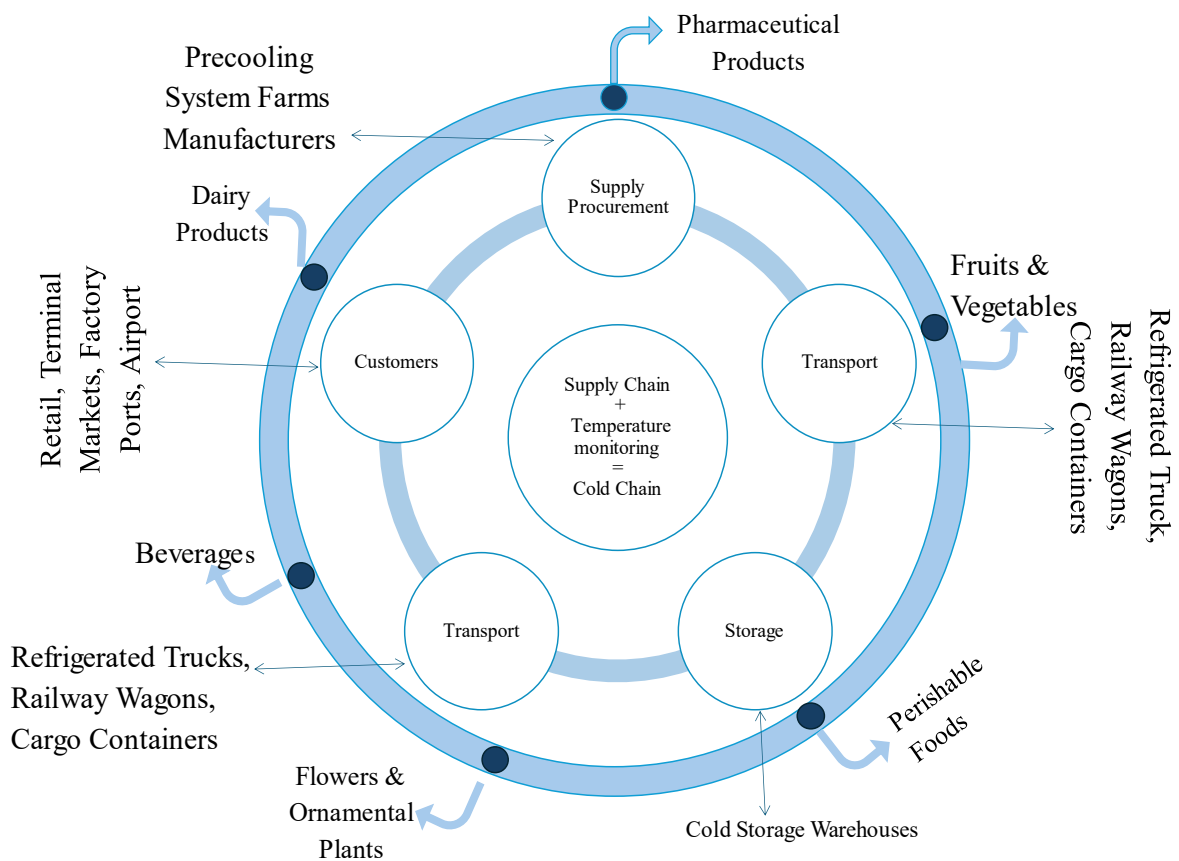 Pharmaceutical
Products
Precooling
System Farms
Manufacturers
Supply
Procurement
Dairy
Products
Fruits &
Vegetables
Retail, Terminal
Markets, Factory
Ports, Airport
Customers
Transport
Refrigerated Truck,
Railway Wagons,
Cargo Containers
Supply Chain
+
Temperature
monitoring
=
Cold Chain
Beverages
Transport
Storage
Refrigerated Trucks,
Railway Wagons,
Cargo Containers
Perishable
Foods
Flowers &
Ornamental
Plants
Cold Storage Warehouses